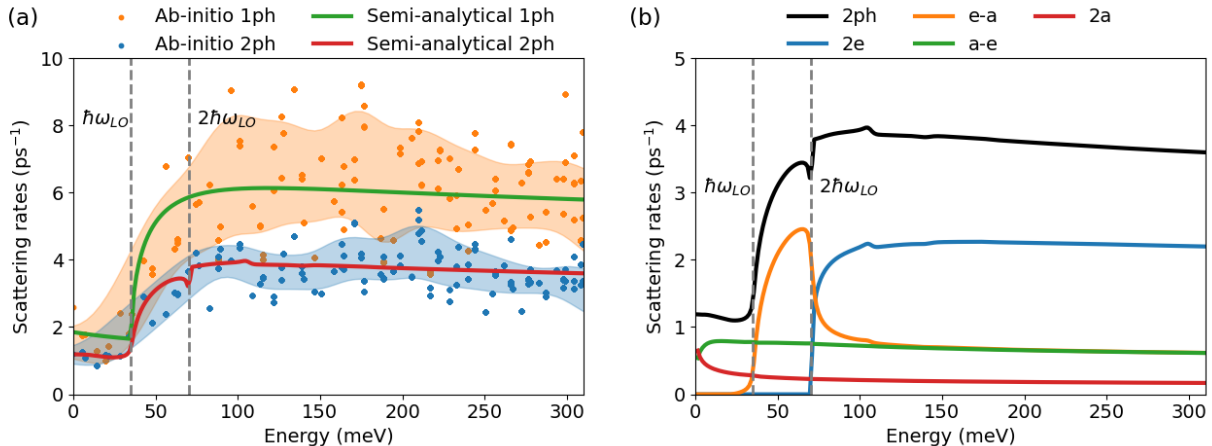 (a)
Ab-initio 1ph
Semi-analytical 1ph
Ab-initio 2ph
Semi-analytical 2ph
10
8
6
4
2
0
ℏω_LO
2ℏω_LO
Scattering rates (ps⁻¹)
0 50 100 150 200 250 300
Energy (meV)
(b)
2ph e-a 2a
2e a-e
5
4
3
2
1
0
ℏω_LO
2ℏω_LO
Scattering rates (ps⁻¹)
0 50 100 150 200 250 300
Energy (meV)